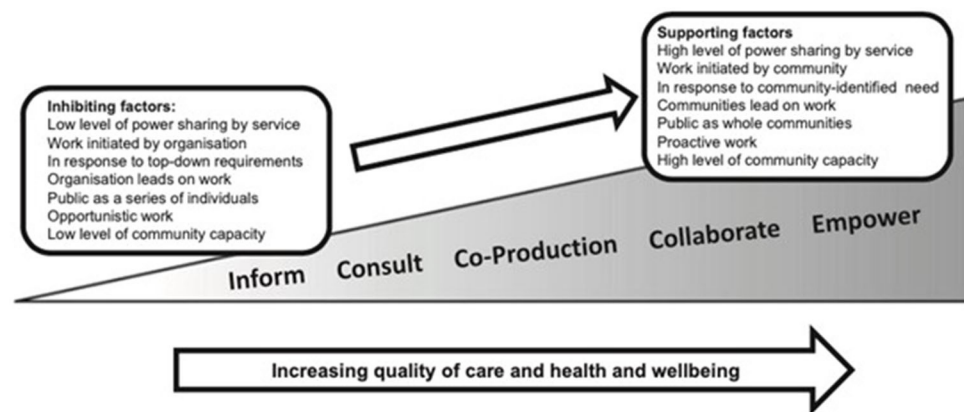 Inhibiting factors:
Low level of power sharing by service
Work initiated by organisation
In response to top-down requirements
Organisation leads on work
Public as a series of individuals
Opportunistic work
Low level of community capacity
Supporting factors
High level of power sharing by service
Work initiated by community
In response to community-identified need
Communities lead on work
Public as whole communities
Proactive work
High level of community capacity
Inform Consult Co-Production Collaborate Empower
Increasing quality of care and health and wellbeing